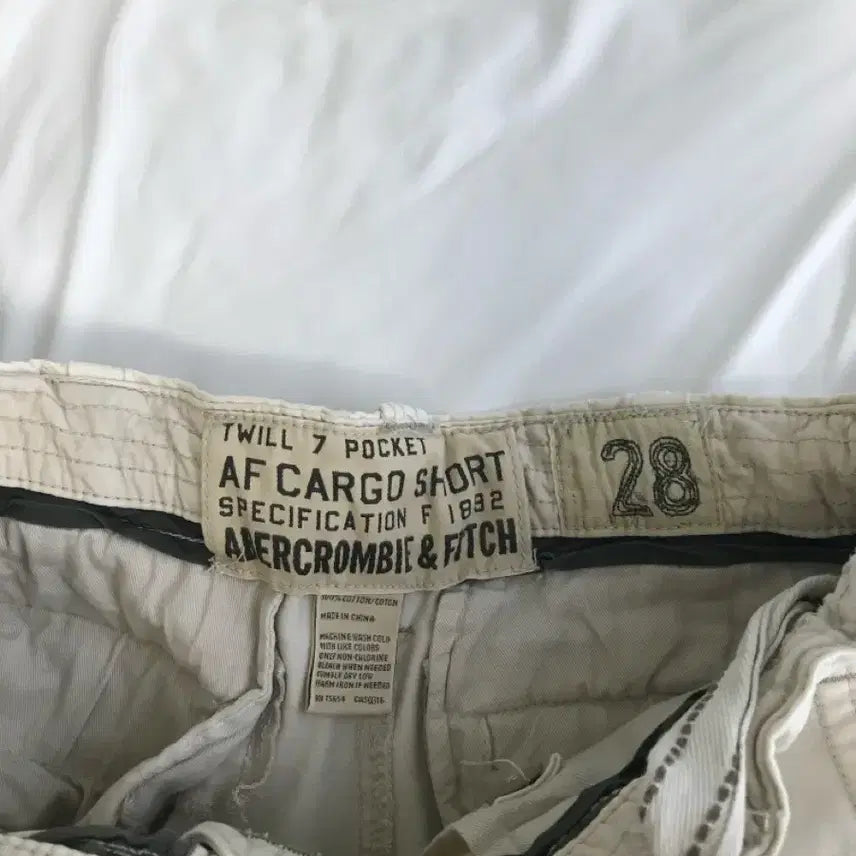 TWILL 7 POCKET
AF CARGO SHORT
SPECIFICATION F 1892
ABERCROMBIE & FITCH
28
100% COTTON/COTON
MADE IN CHINA
MACHINE WASH COLD
WITH LIKE COLORS
ONLY NON-CHLORINE
BLEACH WHEN NEEDED
TUMBLE DRY LOW
WARM IRON IF NEEDED